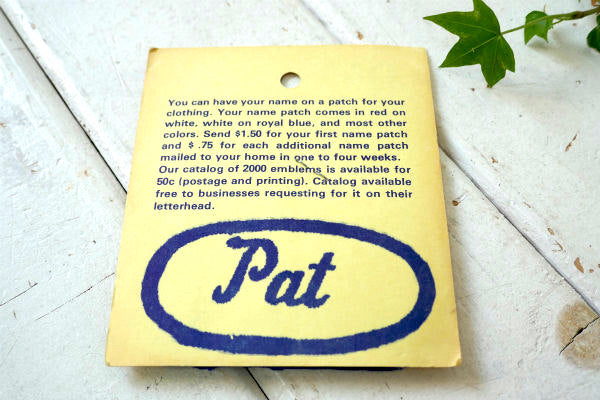 You can have your name on a patch for your
clothing. Your name patch comes in red on
white, white on royal blue, and most other
colors. Send $1.50 for your first name patch
and $ .75 for each additional name patch
mailed to your home in one to four weeks.
Our catalog of 2000 emblems is available for
50c (postage and printing). Catalog available
free to businesses requesting for it on their
letterhead.
Pat